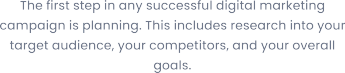 The first step in any successful digital marketing
campaign is planning. This includes research into your
target audience, your competitors, and your overall
goals.